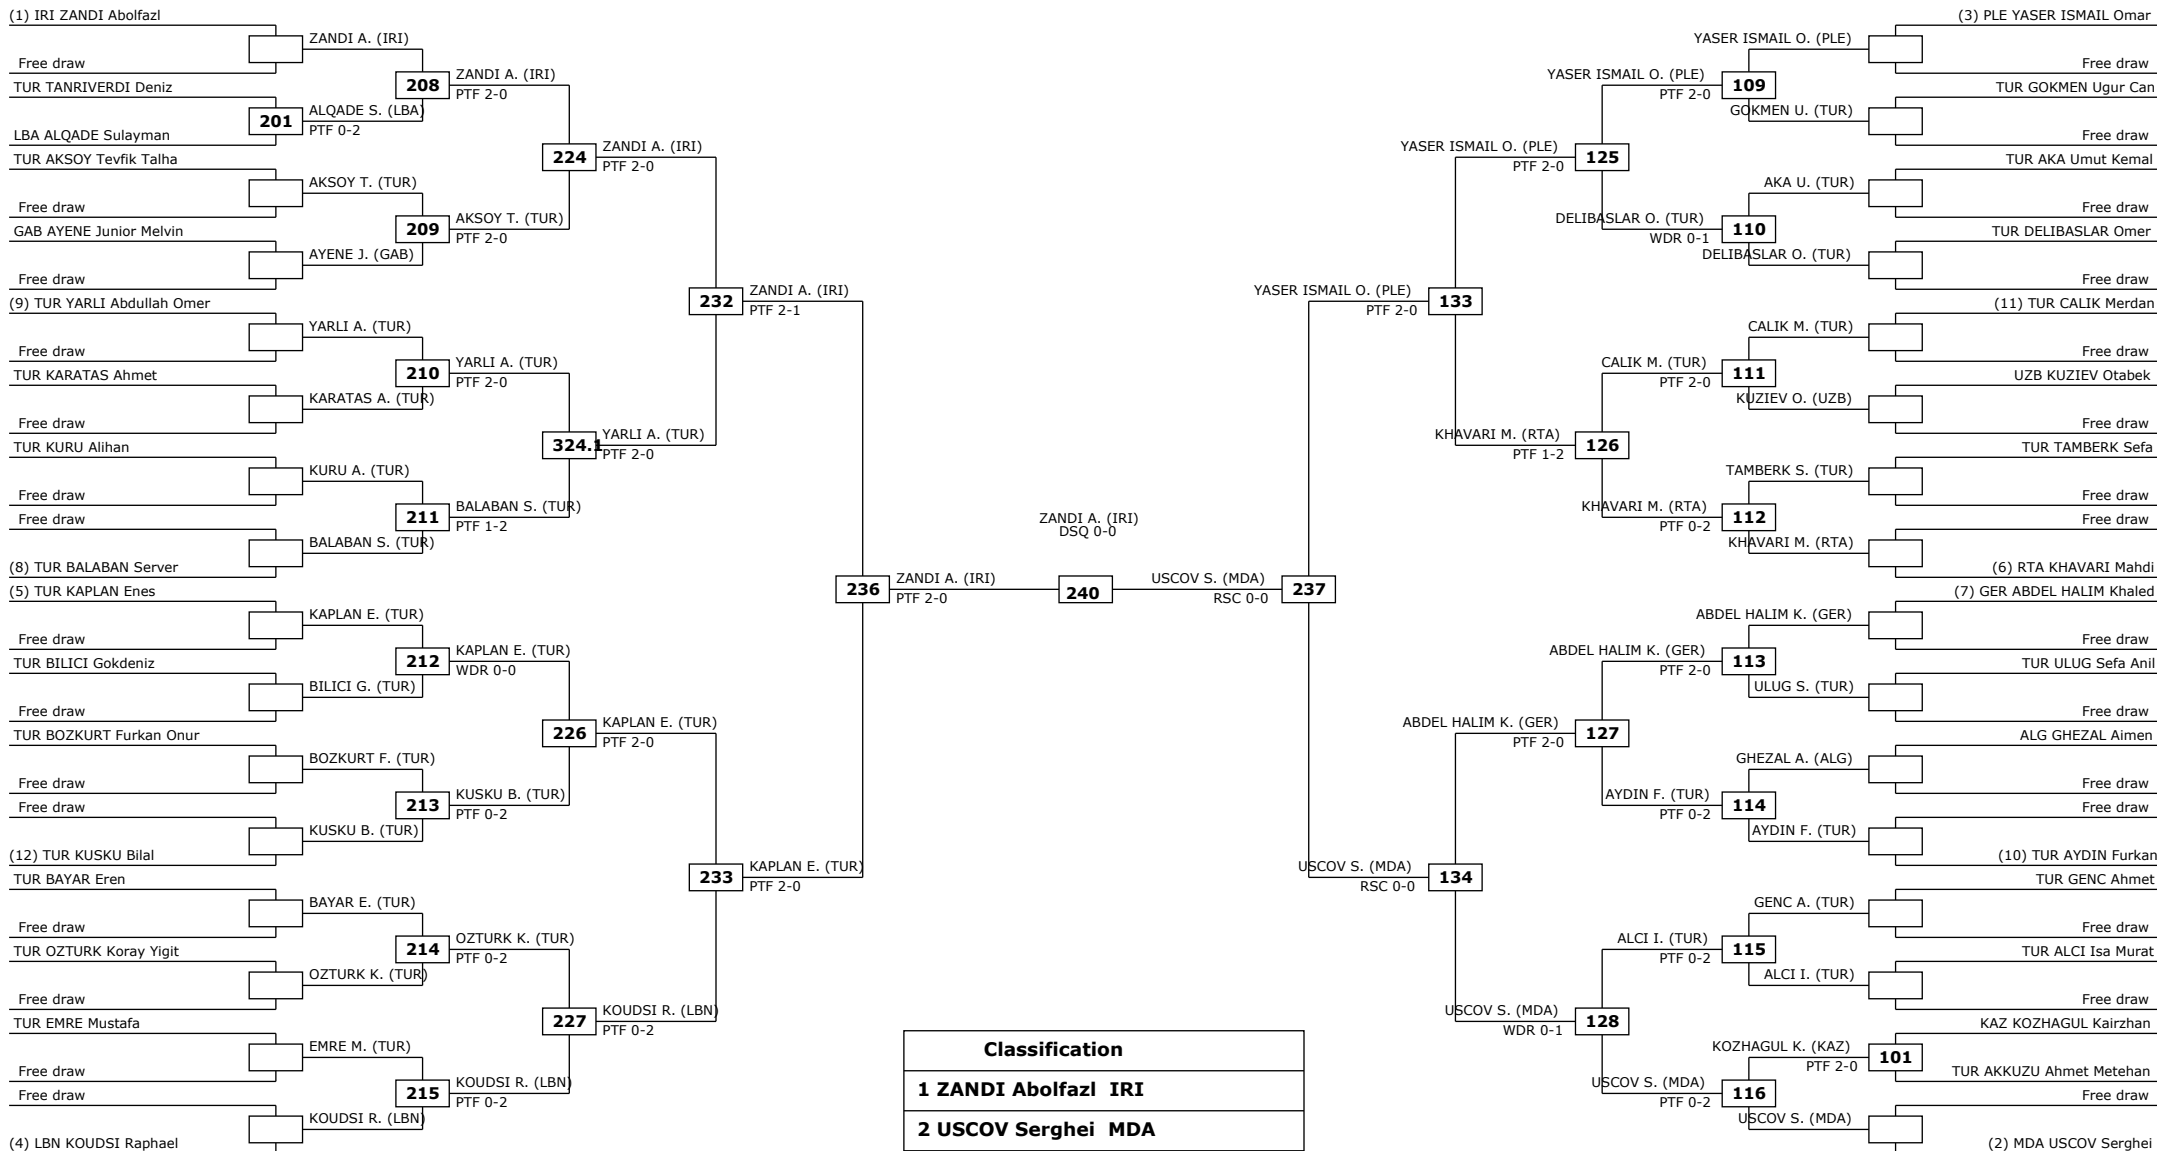 (1) IRI ZANDI Abolfazl
Free draw
TUR TANRIVERDI Deniz
LBA ALQADE Sulayman
TUR AKSOY Tevfik Talha
Free draw
GAB AYENE Junior Melvin
Free draw
(9) TUR YARLI Abdullah Omer
Free draw
TUR KARATAS Ahmet
Free draw
TUR KURU Alihan
Free draw
Free draw
(8) TUR BALABAN Server
(5) TUR KAPLAN Enes
Free draw
TUR BILICI Gokdeniz
Free draw
TUR BOZKURT Furkan Onur
Free draw
Free draw
(12) TUR KUSKU Bilal
TUR BAYAR Eren
Free draw
TUR OZTURK Koray Yigit
Free draw
TUR EMRE Mustafa
Free draw
Free draw
(4) LBN KOUDSI Raphael
ZANDI A. (IRI)
201
ALQADE S. (LBA)
PTF 0-2
AKSOY T. (TUR)
AYENE J. (GAB)
YARLI A. (TUR)
KARATAS A. (TUR)
KURU A. (TUR)
BALABAN S. (TUR)
KAPLAN E. (TUR)
BILICI G. (TUR)
BOZKURT F. (TUR)
KUSKU B. (TUR)
BAYAR E. (TUR)
OZTURK K. (TUR)
EMRE M. (TUR)
KOUDSI R. (LBN)
208
ZANDI A. (IRI)
PTF 2-0
209
AKSOY T. (TUR)
PTF 2-0
210
YARLI A. (TUR)
PTF 2-0
211
BALABAN S. (TUR)
PTF 1-2
212
KAPLAN E. (TUR)
WDR 0-0
213
KUSKU B. (TUR)
PTF 0-2
214
OZTURK K. (TUR)
PTF 0-2
215
KOUDSI R. (LBN)
PTF 0-2
224
ZANDI A. (IRI)
PTF 2-0
324.1
YARLI A. (TUR)
PTF 2-0
226
KAPLAN E. (TUR)
PTF 2-0
227
KOUDSI R. (LBN)
PTF 0-2
232
ZANDI A. (IRI)
PTF 2-1
233
KAPLAN E. (TUR)
PTF 2-0
236
ZANDI A. (IRI)
PTF 2-0
ZANDI A. (IRI)
DSQ 0-0
240
USCOV S. (MDA)
RSC 0-0
237
YASER ISMAIL O. (PLE)
PTF 2-0
133
USCOV S. (MDA)
RSC 0-0
134
YASER ISMAIL O. (PLE)
PTF 2-0
125
KHAVARI M. (RTA)
PTF 1-2
126
ABDEL HALIM K. (GER)
PTF 2-0
127
USCOV S. (MDA)
WDR 0-1
128
YASER ISMAIL O. (PLE)
PTF 2-0
109
DELIBASLAR O. (TUR)
WDR 0-1
110
CALIK M. (TUR)
PTF 2-0
111
KHAVARI M. (RTA)
PTF 0-2
112
ABDEL HALIM K. (GER)
PTF 2-0
113
AYDIN F. (TUR)
PTF 0-2
114
ALCI I. (TUR)
PTF 0-2
115
USCOV S. (MDA)
PTF 0-2
116
YASER ISMAIL O. (PLE)
GOKMEN U. (TUR)
AKA U. (TUR)
DELIBASLAR O. (TUR)
CALIK M. (TUR)
KUZIEV O. (UZB)
TAMBERK S. (TUR)
KHAVARI M. (RTA)
ABDEL HALIM K. (GER)
ULUG S. (TUR)
GHEZAL A. (ALG)
AYDIN F. (TUR)
GENC A. (TUR)
ALCI I. (TUR)
KOZHAGUL K. (KAZ)
PTF 2-0
101
USCOV S. (MDA)
(3) PLE YASER ISMAIL Omar
Free draw
TUR GOKMEN Ugur Can
Free draw
TUR AKA Umut Kemal
Free draw
TUR DELIBASLAR Omer
Free draw
(11) TUR CALIK Merdan
Free draw
UZB KUZIEV Otabek
Free draw
TUR TAMBERK Sefa
Free draw
Free draw
(6) RTA KHAVARI Mahdi
(7) GER ABDEL HALIM Khaled
Free draw
TUR ULUG Sefa Anil
Free draw
ALG GHEZAL Aimen
Free draw
Free draw
(10) TUR AYDIN Furkan
TUR GENC Ahmet
Free draw
TUR ALCI Isa Murat
Free draw
KAZ KOZHAGUL Kairzhan
TUR AKKUZU Ahmet Metehan
Free draw
(2) MDA USCOV Serghei
Classification
1 ZANDI Abolfazl IRI
2 USCOV Serghei MDA